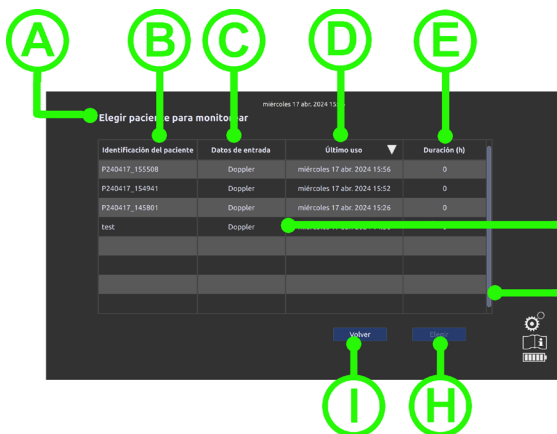 A B C D E
miércoles 17 abr. 2024 15
Elegir paciente para monitor ar
Identificación del paciente Datos de entrada Último uso Duración (h)
P240417_155508 Doppler miércoles 17 abr. 2024 15:56 0
P240417_154941 Doppler miércoles 17 abr. 2024 15:52 0
P240417_145801 Doppler miércoles 17 abr. 2024 15:26 0
test Doppler
Volver Elegir
I H